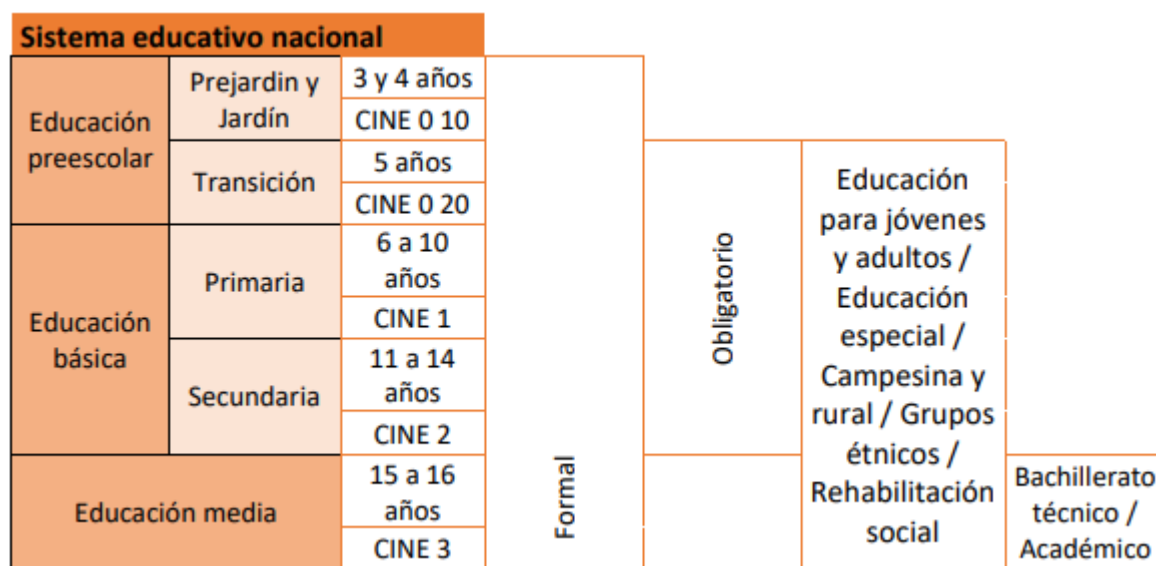 Sistema educativo nacional
Educación
preescolar
Prejardin y
Jardín
3 y 4 años
CINE 0 10
Transición
5 años
CINE 0 20
Educación
básica
Primaria
6 a 10
años
CINE 1
Secundaria
11 a 14
años
CINE 2
Educación media
15 a 16
años
CINE 3
Formal
Obligatorio
Educación
para jóvenes
y adultos /
Educación
especial /
Campesina y
rural / Grupos
étnicos /
Rehabilitación
social
Bachillerato
técnico /
Académico